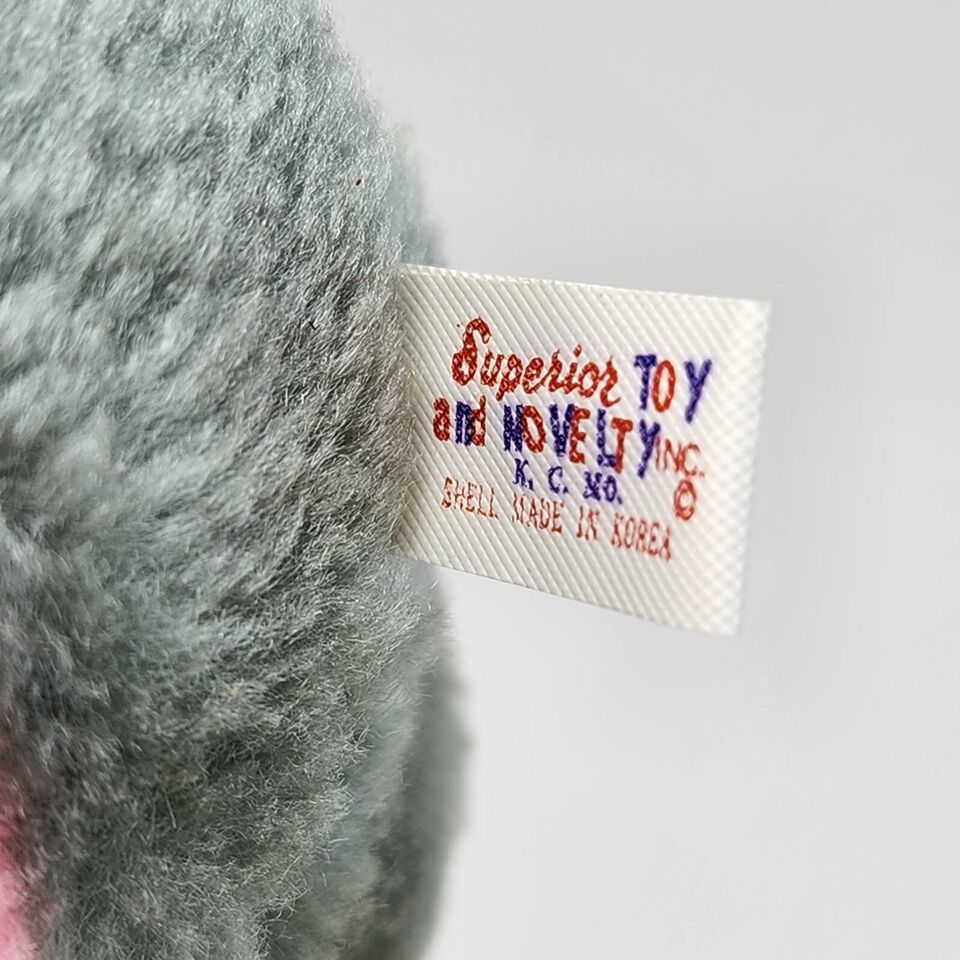 Superior TOY
and NOVELTY INC.
K. C. MO. ©
SHELL MADE IN KOREA